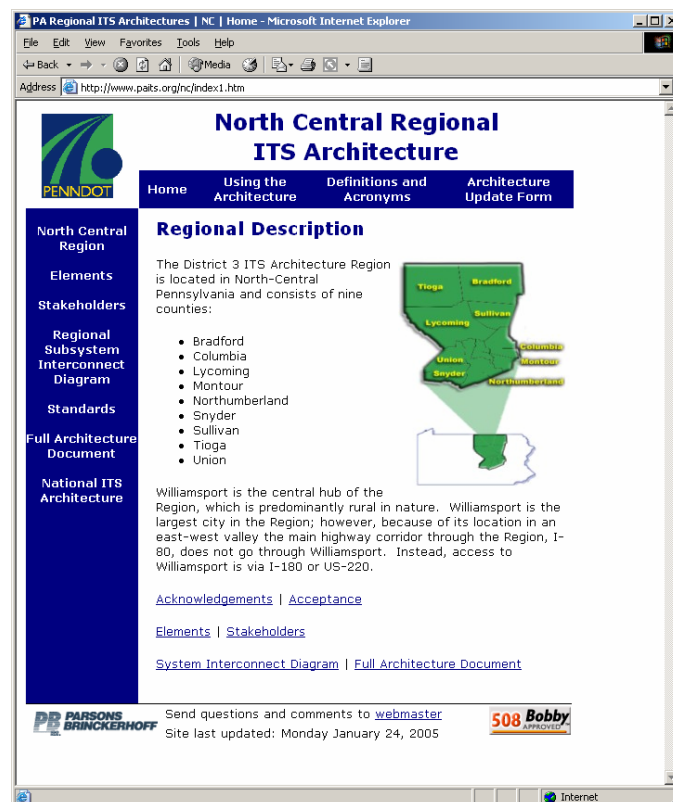 PA Regional ITS Architectures | NC | Home - Microsoft Internet Explorer
File Edit View Favorites Tools Help
Back Media
Address http://www.paits.org/nc/index1.htm
PENNDOT
North Central Regional
ITS Architecture
Home Using the Architecture Definitions and Acronyms Architecture Update Form
North Central
Region
Elements
Stakeholders
Regional
Subsystem
Interconnect
Diagram
Standards
Full Architecture
Document
National ITS
Architecture
Regional Description
The District 3 ITS Architecture Region
is located in North-Central
Pennsylvania and consists of nine
counties:
• Bradford
• Columbia
• Lycoming
• Montour
• Northumberland
• Snyder
• Sullivan
• Tioga
• Union
Tioga
Bradford
Sullivan
Lycoming
Columbia
Union
Montour
Snyder
Northumberland
Williamsport is the central hub of the
Region, which is predominantly rural in nature. Williamsport is the
largest city in the Region; however, because of its location in an
east-west valley the main highway corridor through the Region, I-
80, does not go through Williamsport. Instead, access to
Williamsport is via I-180 or US-220.
Acknowledgements | Acceptance
Elements | Stakeholders
System Interconnect Diagram | Full Architecture Document
PB PARSONS
BRINCKERHOFF
Send questions and comments to webmaster
Site last updated: Monday January 24, 2005
508 Bobby
APPROVED
Internet